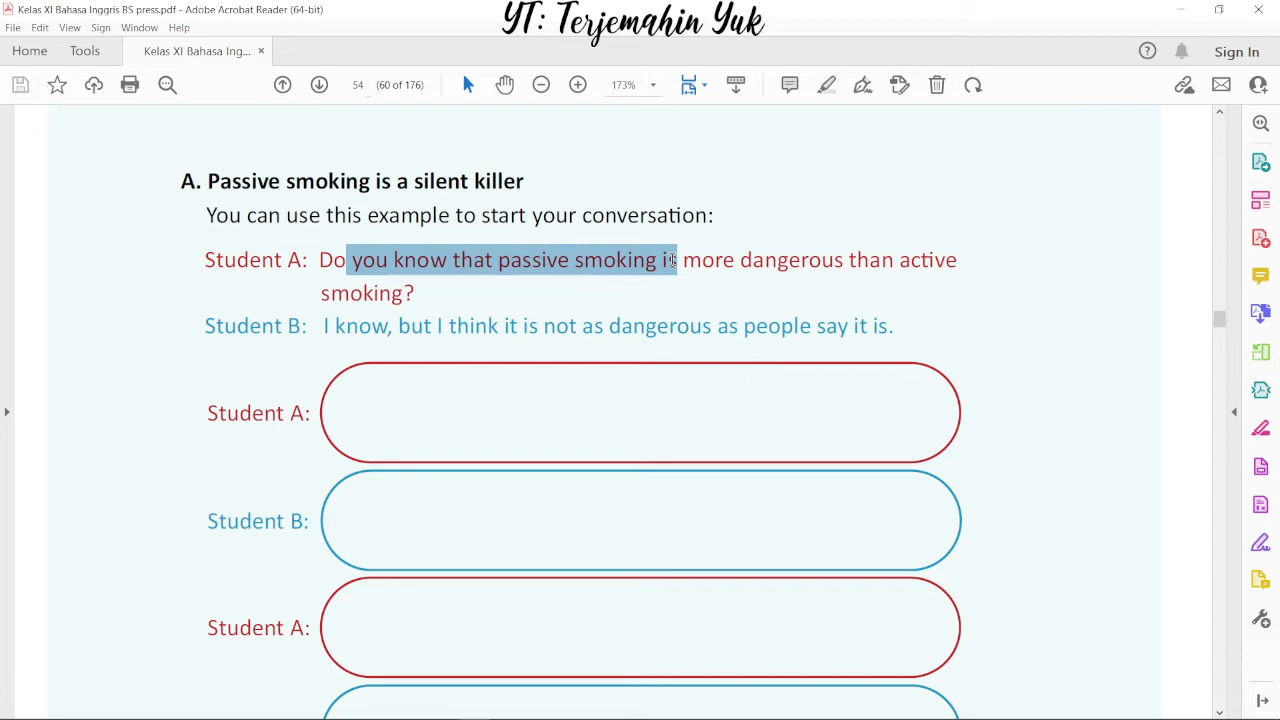 Kelas XI Bahasa Inggris BS press.pdf - Adobe Acrobat Reader (64-bit)
YT: Terjemahin Yuk
File Edit View Sign Window Help
Home Tools Kelas XI Bahasa Ing... × Sign In
54 (60 of 176) 173%
A. Passive smoking is a silent killer
You can use this example to start your conversation:
Student A: Do you know that passive smoking is more dangerous than active
smoking?
Student B: I know, but I think it is not as dangerous as people say it is.
Student A:
Student B:
Student A: